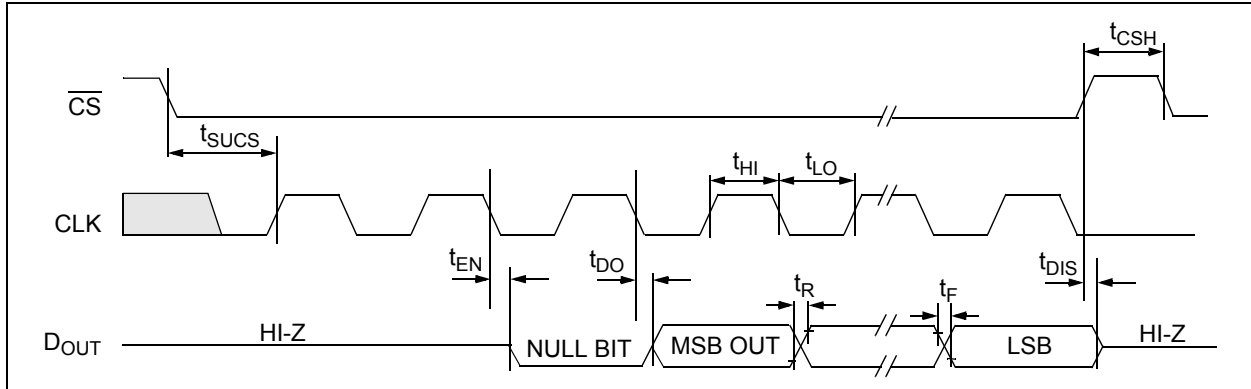 tCSH
CS
tSUCS
tHI
tLO
CLK
tEN
tDO
tR
tF
tDIS
DOUT
HI-Z
NULL BIT
MSB OUT
LSB
HI-Z